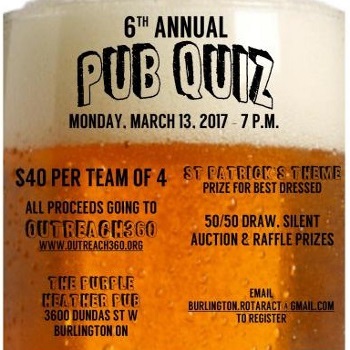 6TH ANNUAL
PUB QUIZ
MONDAY, MARCH 13, 2017 - 7 P.M.
$40 PER TEAM OF 4
ALL PROCEEDS GOING TO
OUTREACH360
WWW.OUTREACH360.ORG
THE PURPLE
HEATHER PUB
3600 DUNDAS ST W
BURLINGTON ON
ST PATRICK'S THEME
PRIZE FOR BEST DRESSED
50/50 DRAW, SILENT
AUCTION & RAFFLE PRIZES
EMAIL
BURLINGTON.ROTARACT@GMAIL.COM
TO REGISTER